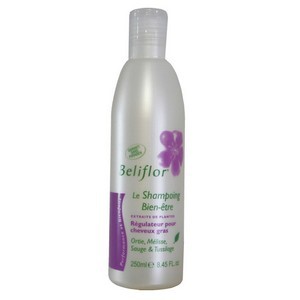 Beliflor
Le Shampoing
Bien-être
EXTRAITS DE PLANTES
Régulateur pour
cheveux gras
Ortie, Mélisse,
Sauge & Tussilage
250ml e 8.45 fl.oz